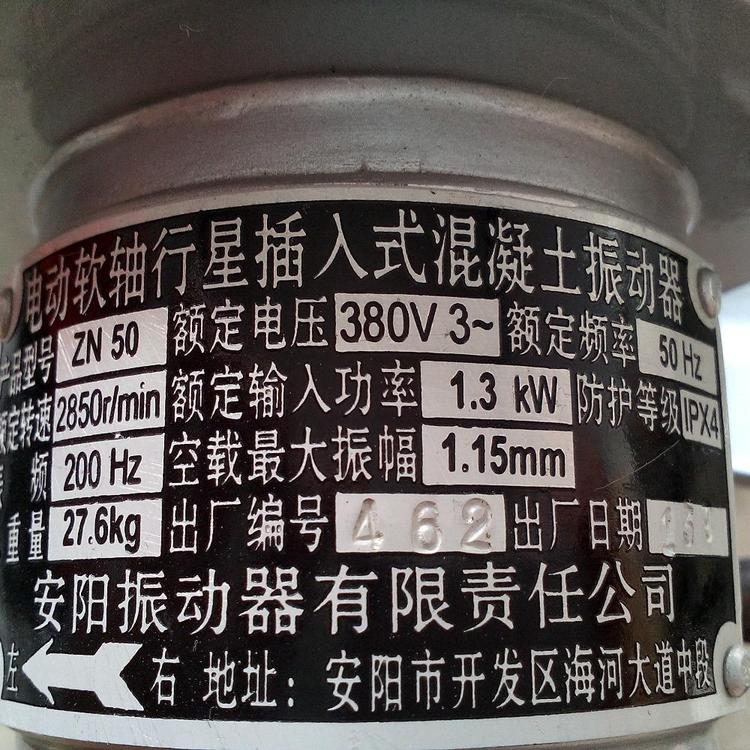 电动软轴行星插入式混凝土振动器
产品型号 ZN 50 额定电压 380V 3~ 额定频率 50 Hz
额定转速 2850r/min 额定输入功率 1.3 kW 防护等级 IPX4
频 200 Hz 空载最大振幅 1.15mm
重量 27.6kg 出厂编号 462 出厂日期
安阳振动器有限责任公司
左 右 地址：安阳市开发区海河大道中段